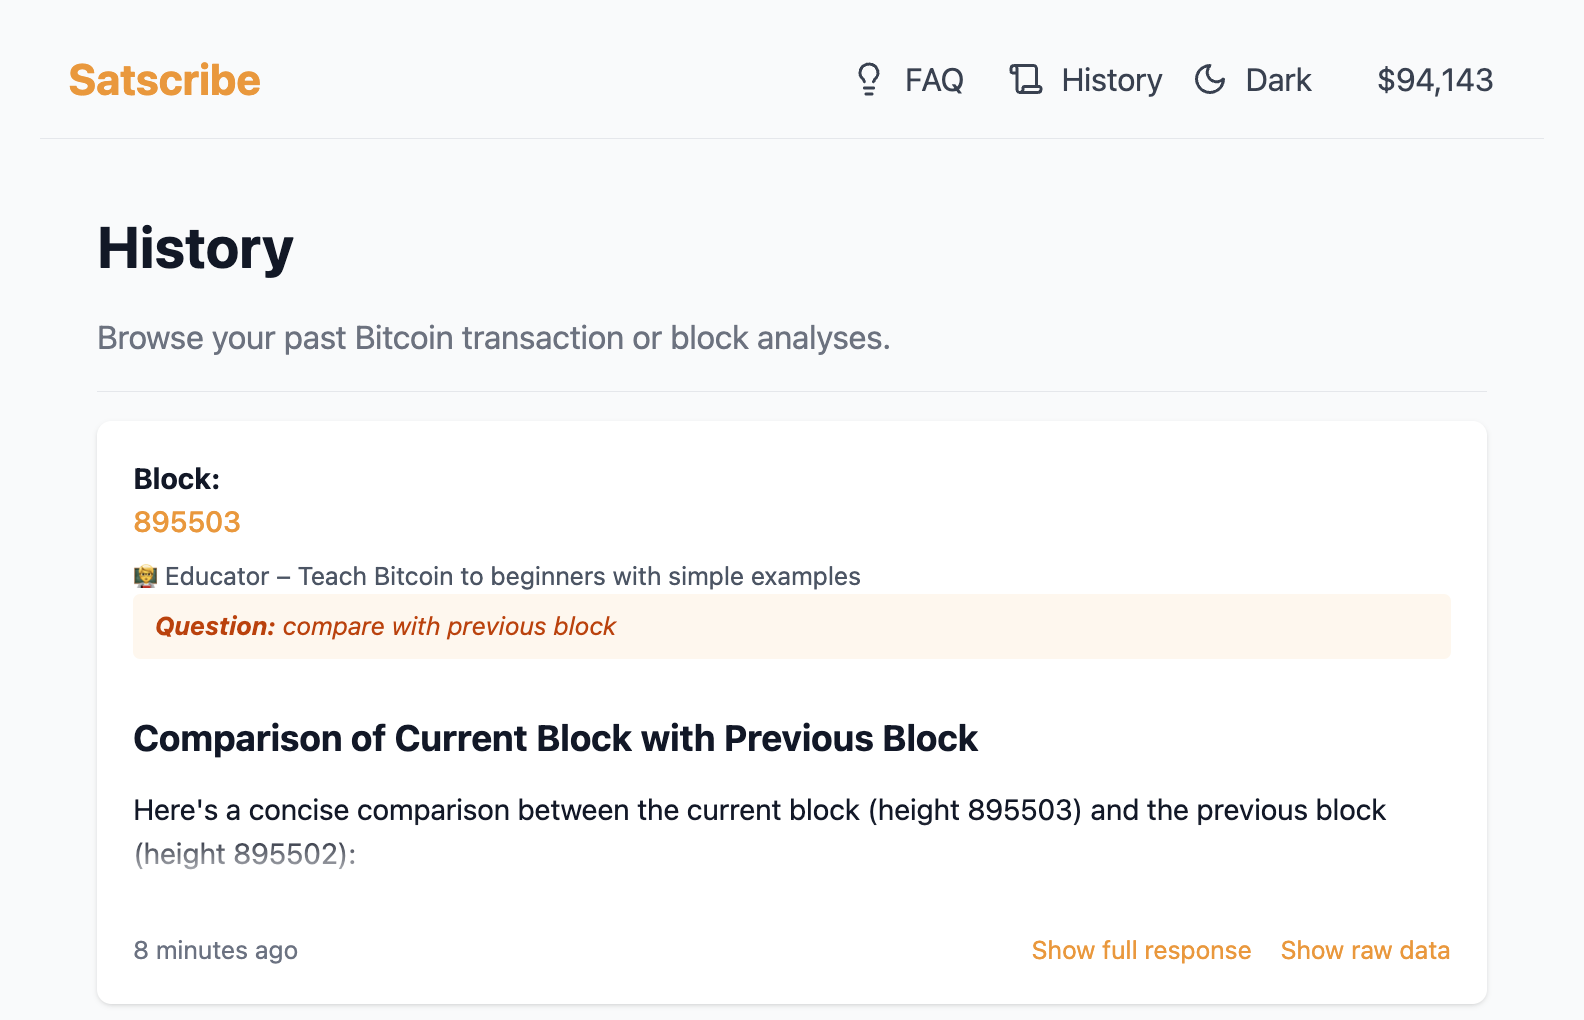 Satscribe
FAQ
History
Dark
$94,143
History
Browse your past Bitcoin transaction or block analyses.
Block:
895503
Educator – Teach Bitcoin to beginners with simple examples
Question: compare with previous block
Comparison of Current Block with Previous Block
Here's a concise comparison between the current block (height 895503) and the previous block
(height 895502):
8 minutes ago
Show full response
Show raw data